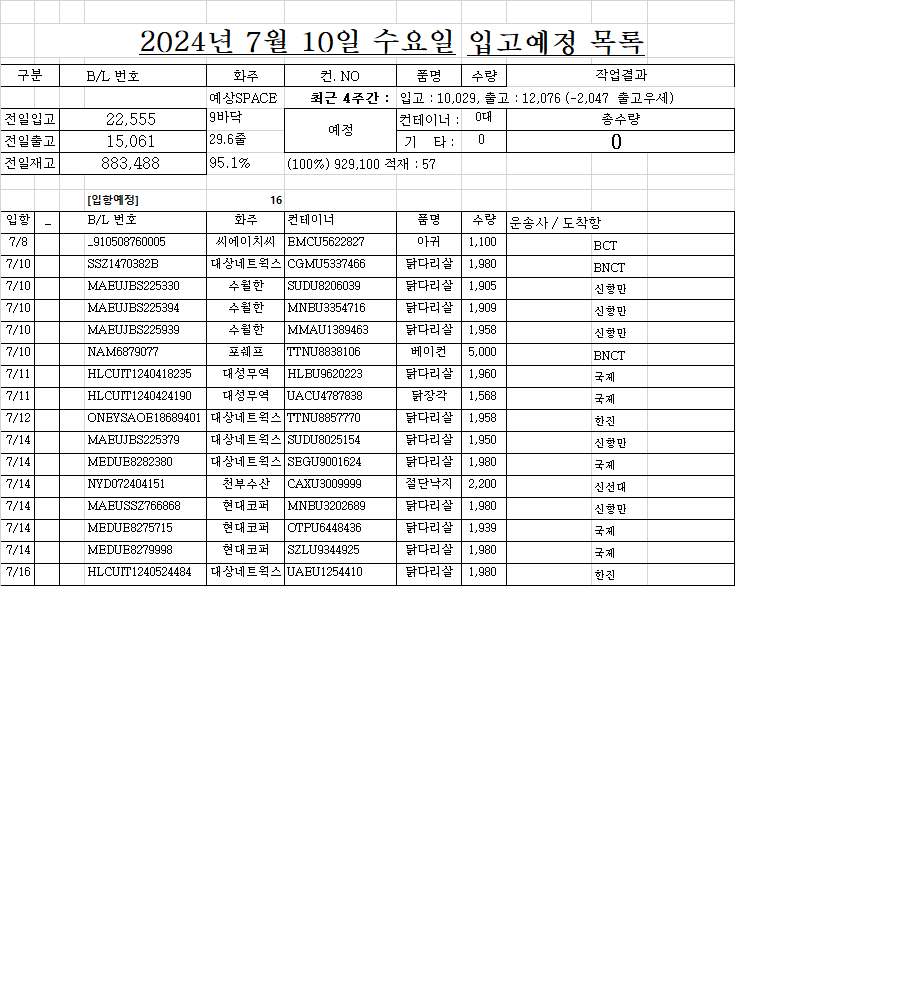 2024년 7월 10일 수요일 입고예정 목록
구분 B/L 번호 화주 컨. NO 품명 수량 작업결과
예상SPACE 최근 4주간 : 입고 : 10,029, 출고 : 12,076 (-2,047 출고우세)
전일입고 22,555 9바닥 예정 컨테이너 : 0대 총수량
전일출고 15,061 29.6줄 기 타 : 0 0
전일재고 883,488 95.1% (100%) 929,100 적재 : 57
[입항예정] 16
입항 _ B/L 번호 화주 컨테이너 품명 수량 운송사 / 도착항
7/8 _910508760005 씨에이치씨 EMCU5622827 아귀 1,100 BCT
7/10 SSZ1470382B 대상네트웍스 CGMU5337466 닭다리살 1,980 BNCT
7/10 MAEUJBS225330 수월한 SUDU8206039 닭다리살 1,905 신항만
7/10 MAEUJBS225394 수월한 MNBU3354716 닭다리살 1,909 신항만
7/10 MAEUJBS225939 수월한 MMAU1389463 닭다리살 1,958 신항만
7/10 NAM6879077 포쉐프 TTNU8838106 베이컨 5,000 BNCT
7/11 HLCUIT1240418235 대성무역 HLBU9620223 닭다리살 1,960 국제
7/11 HLCUIT1240424190 대성무역 UACU4787838 닭장각 1,568 국제
7/12 ONEYSAOE18689401 대상네트웍스 TTNU8857770 닭다리살 1,958 한진
7/14 MAEUJBS225379 대상네트웍스 SUDU8025154 닭다리살 1,950 신항만
7/14 MEDUE8282380 대상네트웍스 SEGU9001624 닭다리살 1,980 국제
7/14 NYD072404151 천부수산 CAXU3009999 절단낙지 2,200 신선대
7/14 MAEUSSZ766868 현대코퍼 MNBU3202689 닭다리살 1,980 신항만
7/14 MEDUE8275715 현대코퍼 OTPU6448436 닭다리살 1,939 국제
7/14 MEDUE8279998 현대코퍼 SZLU9344925 닭다리살 1,980 국제
7/16 HLCUIT1240524484 대상네트웍스 UAEU1254410 닭다리살 1,980 한진